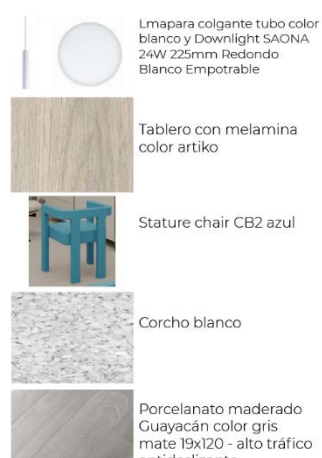 Lmapara colgante tubo color
blanco y Downlight SAONA
24W 225mm Redondo
Blanco Empotrable
Tablero con melamina
color artiko
Stature chair CB2 azul
Corcho blanco
Porcelanato maderado
Guayacán color gris
mate 19x120 - alto tráfico